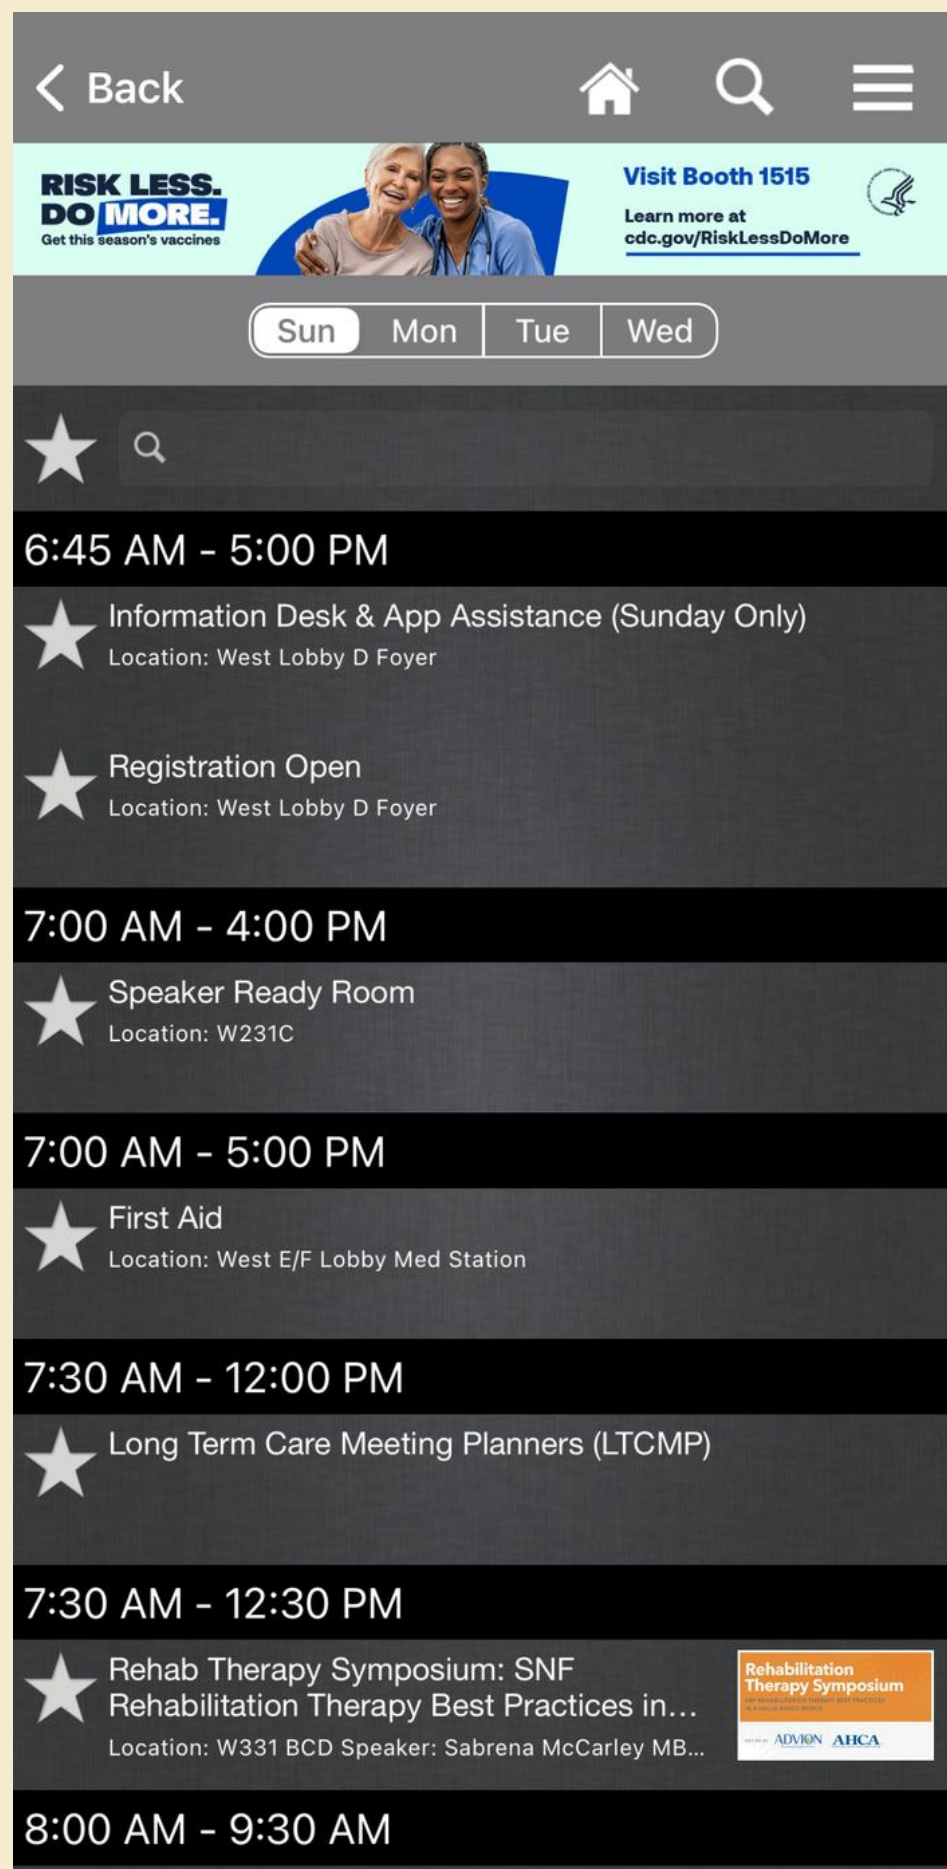 Back
RISK LESS.
DO MORE.
Get this season's vaccines
Visit Booth 1515
Learn more at
cdc.gov/RiskLessDoMore
Sun Mon Tue Wed
6:45 AM - 5:00 PM
Information Desk & App Assistance (Sunday Only)
Location: West Lobby D Foyer
Registration Open
Location: West Lobby D Foyer
7:00 AM - 4:00 PM
Speaker Ready Room
Location: W231C
7:00 AM - 5:00 PM
First Aid
Location: West E/F Lobby Med Station
7:30 AM - 12:00 PM
Long Term Care Meeting Planners (LTCMP)
7:30 AM - 12:30 PM
Rehab Therapy Symposium: SNF
Rehabilitation Therapy Best Practices in...
Location: W331 BCD Speaker: Sabrena McCarley MB...
Rehabilitation
Therapy Symposium
ADVION AHCA
8:00 AM - 9:30 AM